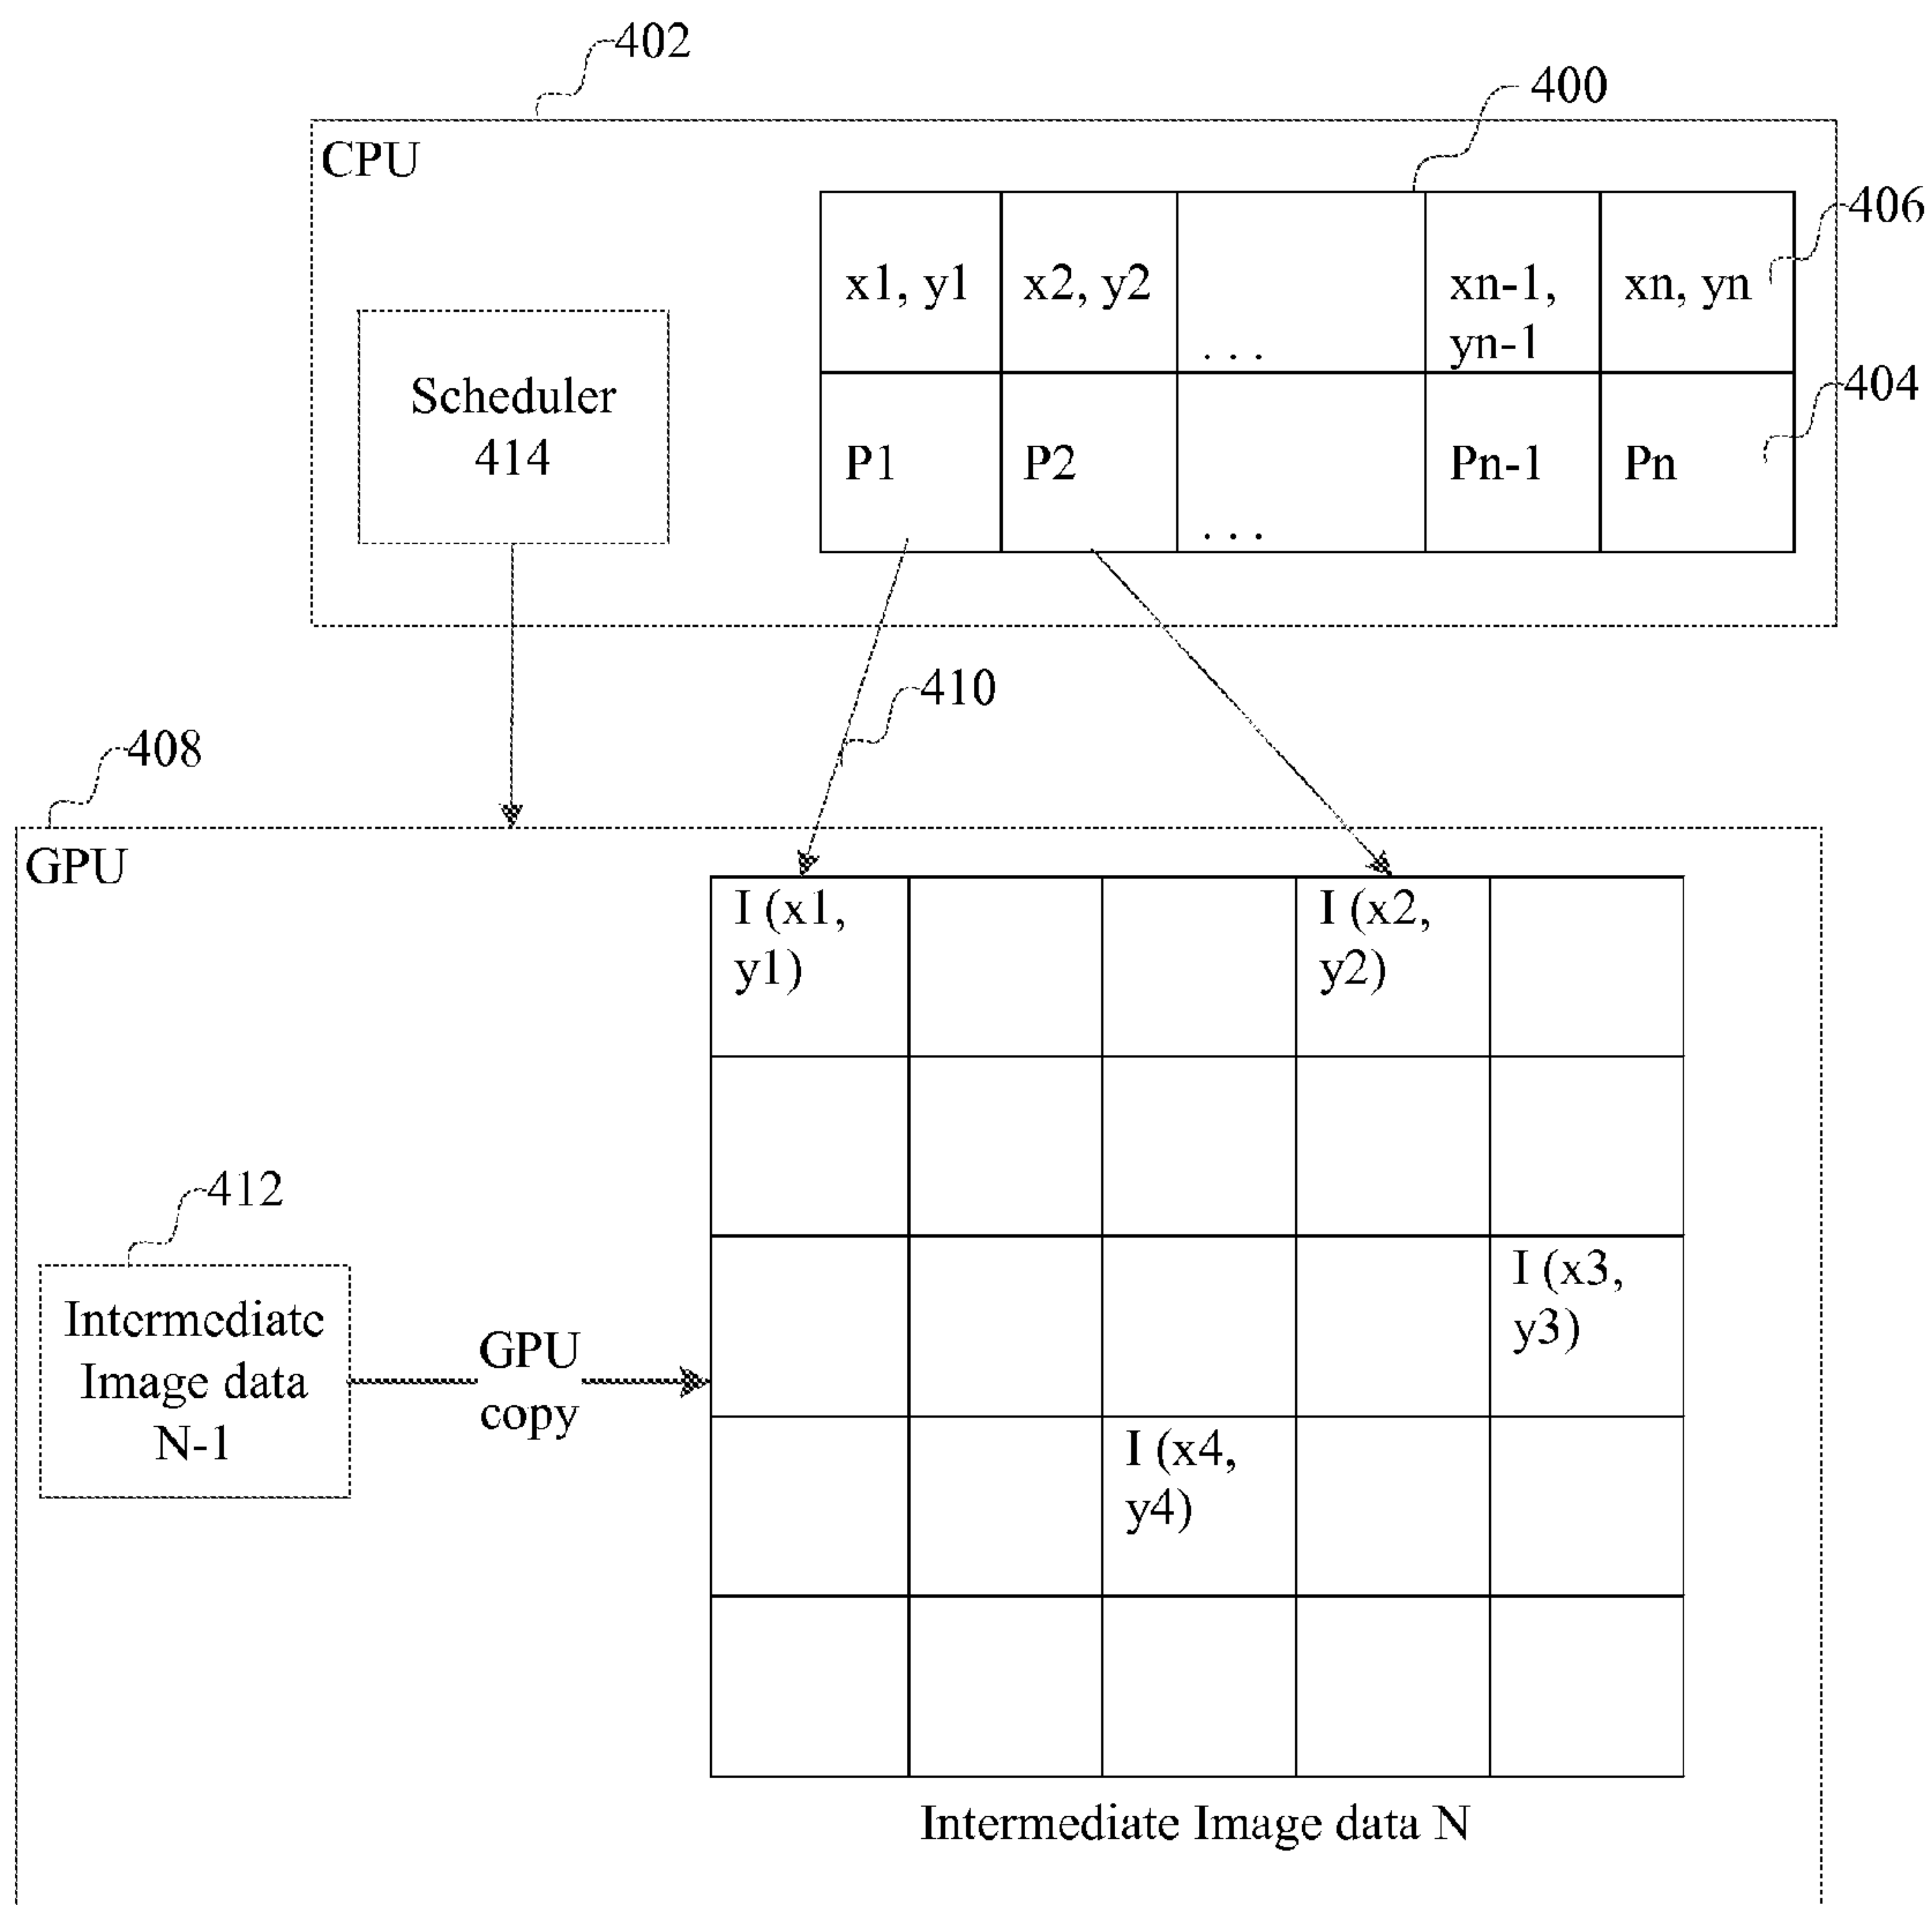 402
400
CPU
406
x1, y1
x2, y2
. . .
xn-1,
yn-1
xn, yn
404
Scheduler
414
P1
P2
. . .
Pn-1
Pn
410
408
GPU
I (x1,
y1)
I (x2,
y2)
412
I (x3,
y3)
Intermediate
Image data
N-1
GPU
copy
I (x4,
y4)
Intermediate Image data N